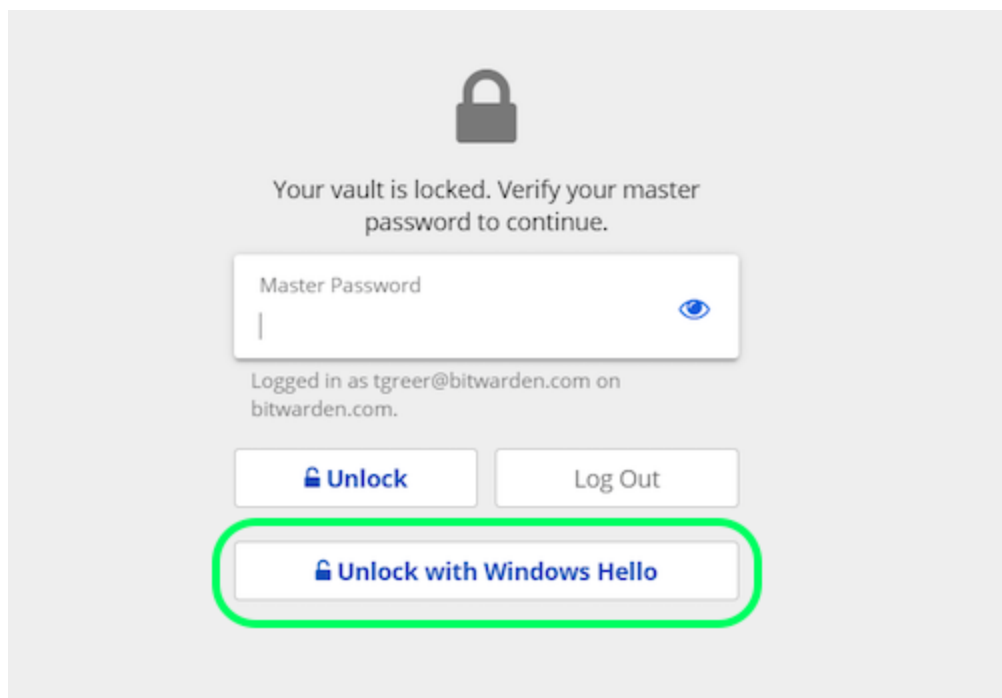 Your vault is locked. Verify your master
password to continue.
Master Password
Logged in as tgreer@bitwarden.com on
bitwarden.com.
Unlock
Log Out
Unlock with Windows Hello